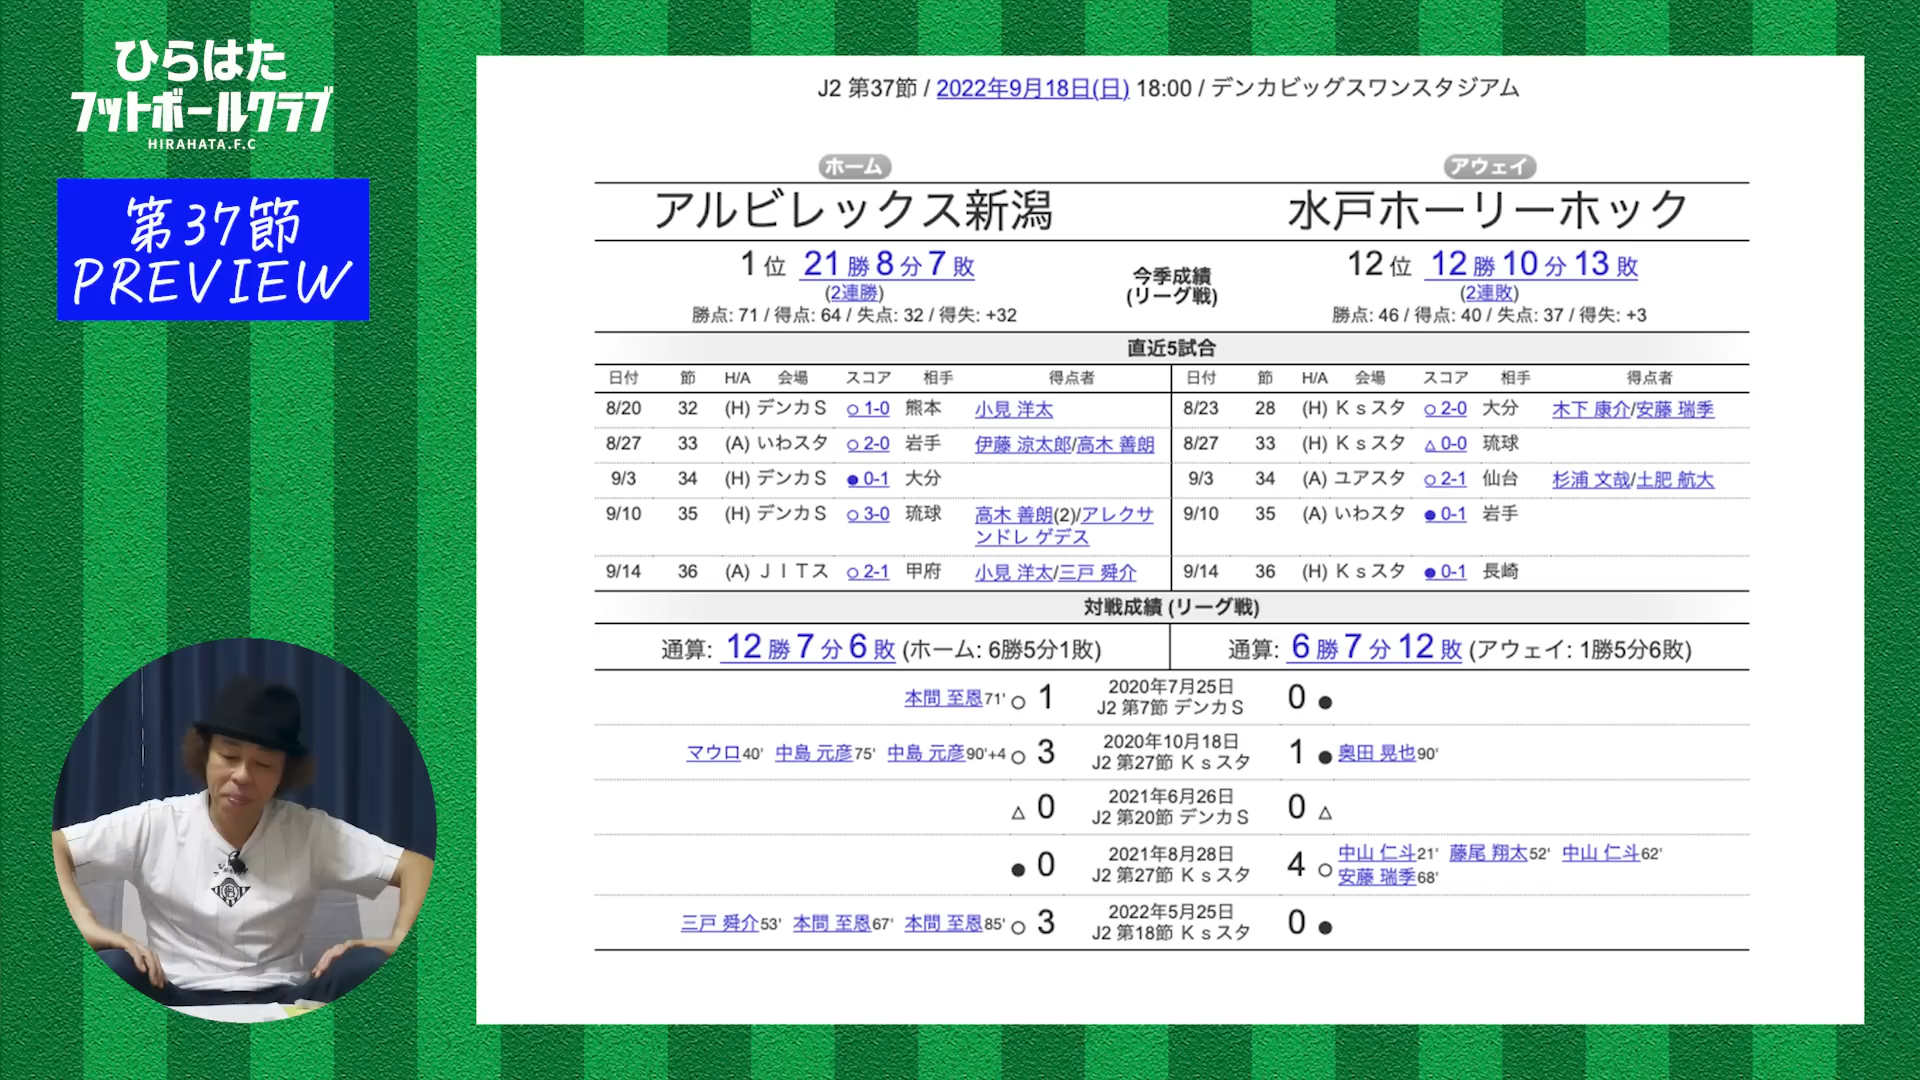 ひらはた
フットボールクラブ
HIRAHATA.F.C
第37節
PREVIEW
J2 第37節 / 2022年9月18日(日) 18:00 / デンカビッグスワンスタジアム
ホーム アウェイ
アルビレックス新潟 水戸ホーリーホック
1位 21勝8分7敗 今季成績 12位 12勝10分13敗
(2連勝) (リーグ戦) (2連敗)
勝点: 71 / 得点: 64 / 失点: 32 / 得失: +32 勝点: 46 / 得点: 40 / 失点: 37 / 得失: +3
直近5試合
日付 節 H/A 会場 スコア 相手 得点者 日付 節 H/A 会場 スコア 相手 得点者
8/20 32 (H) デンカS ○ 1-0 熊本 小見 洋太 8/23 28 (H) Ksスタ ○ 2-0 大分 木下 康介/安藤 瑞季
8/27 33 (A) いわスタ ○ 2-0 岩手 伊藤 涼太郎/高木 善朗 8/27 33 (H) Ksスタ △ 0-0 琉球
9/3 34 (H) デンカS ● 0-1 大分 9/3 34 (A) ユアスタ ○ 2-1 仙台 杉浦 文哉/土肥 航大
9/10 35 (H) デンカS ○ 3-0 琉球 高木 善朗(2)/アレクサ 9/10 35 (A) いわスタ ● 0-1 岩手
ンドレ ゲデス
9/14 36 (A) JITス ○ 2-1 甲府 小見 洋太/三戸 舜介 9/14 36 (H) Ksスタ ● 0-1 長崎
対戦成績 (リーグ戦)
通算: 12勝7分6敗 (ホーム: 6勝5分1敗) 通算: 6勝7分12敗 (アウェイ: 1勝5分6敗)
本間 至恩71' ○ 1 2020年7月25日 0 ●
J2 第7節 デンカS
マウロ40' 中島 元彦75' 中島 元彦90'+4 ○ 3 2020年10月18日 1 ● 奥田 晃也90'
J2 第27節 Ksスタ
△ 0 2021年6月26日 0 △
J2 第20節 デンカS
● 0 2021年8月28日 4 ○ 中山 仁斗21' 藤尾 翔太52' 中山 仁斗62'
J2 第27節 Ksスタ 安藤 瑞季68'
三戸 舜介53' 本間 至恩67' 本間 至恩85' ○ 3 2022年5月25日 0 ●
J2 第18節 Ksスタ